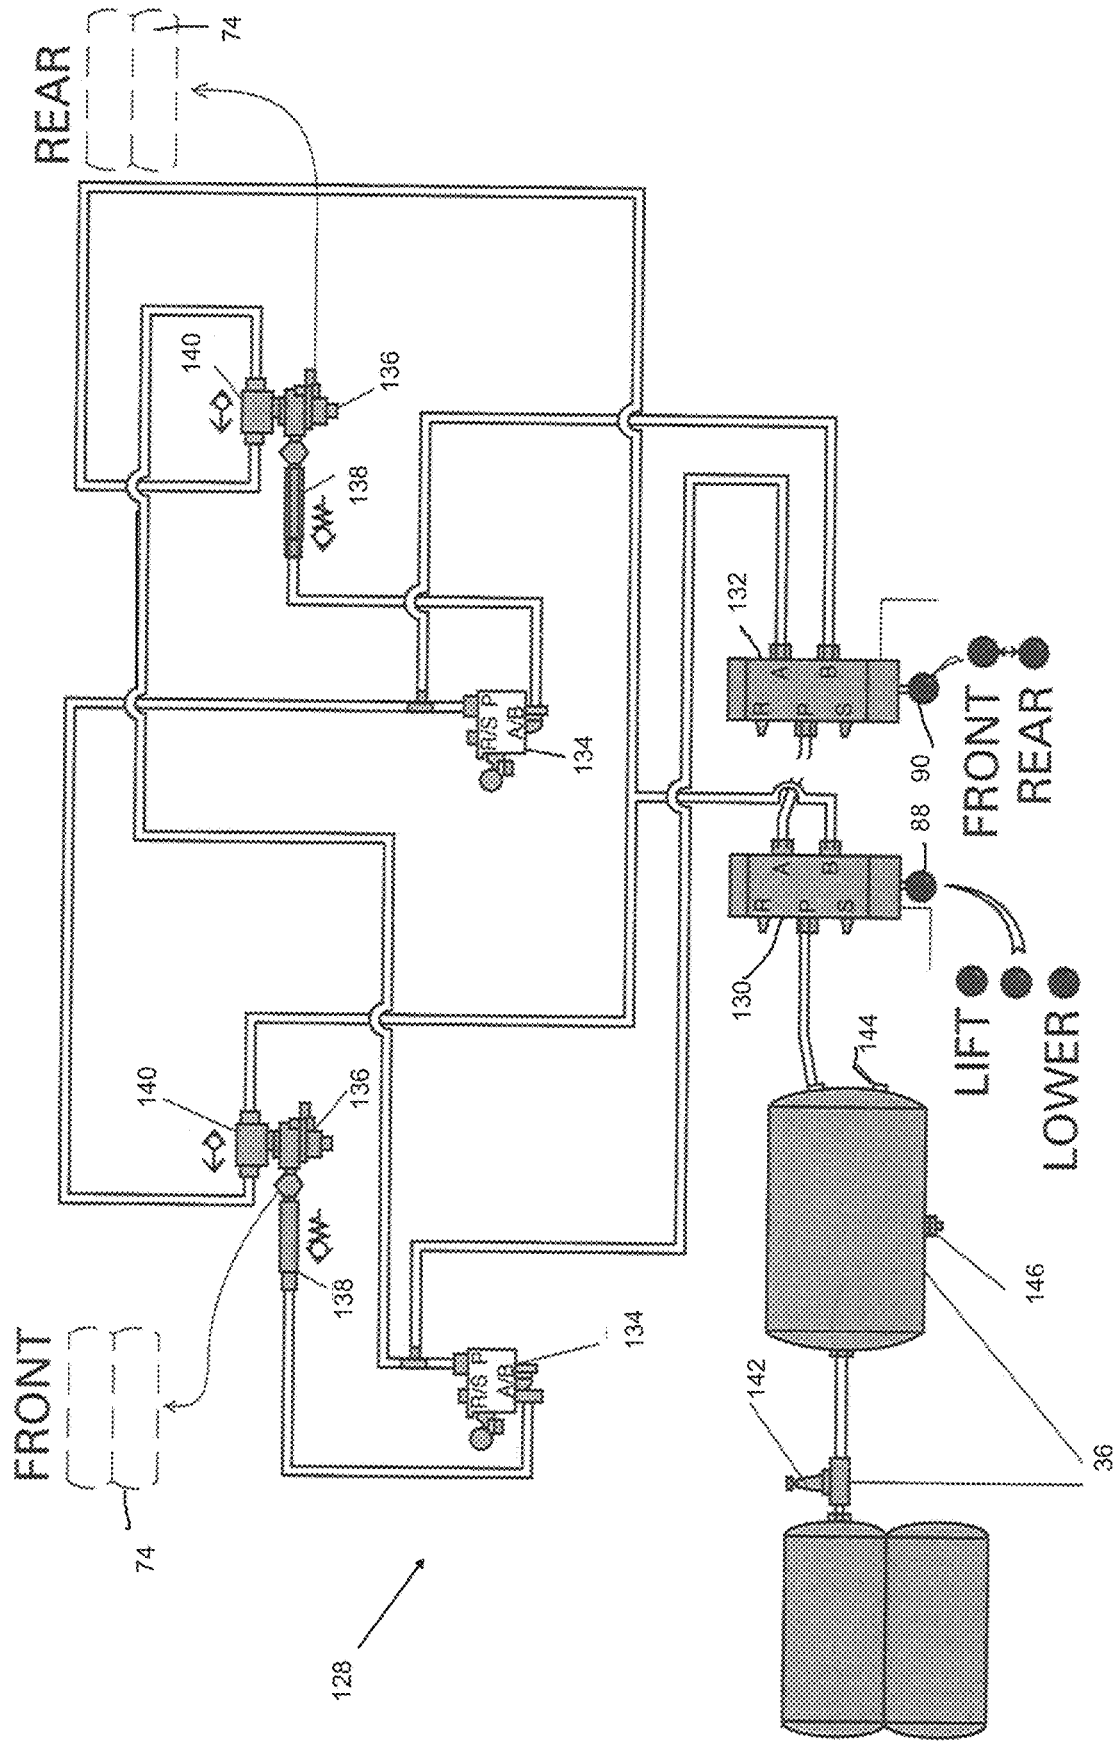 FRONT
REAR
74
74
140
140
128
138
136
138
136
R/S P
A/B
R/S P
A/B
134
134
130
132
142
R
A
P
B
S
R
A
P
B
S
144
88
90
LIFT
LOWER
FRONT
REAR
146
36